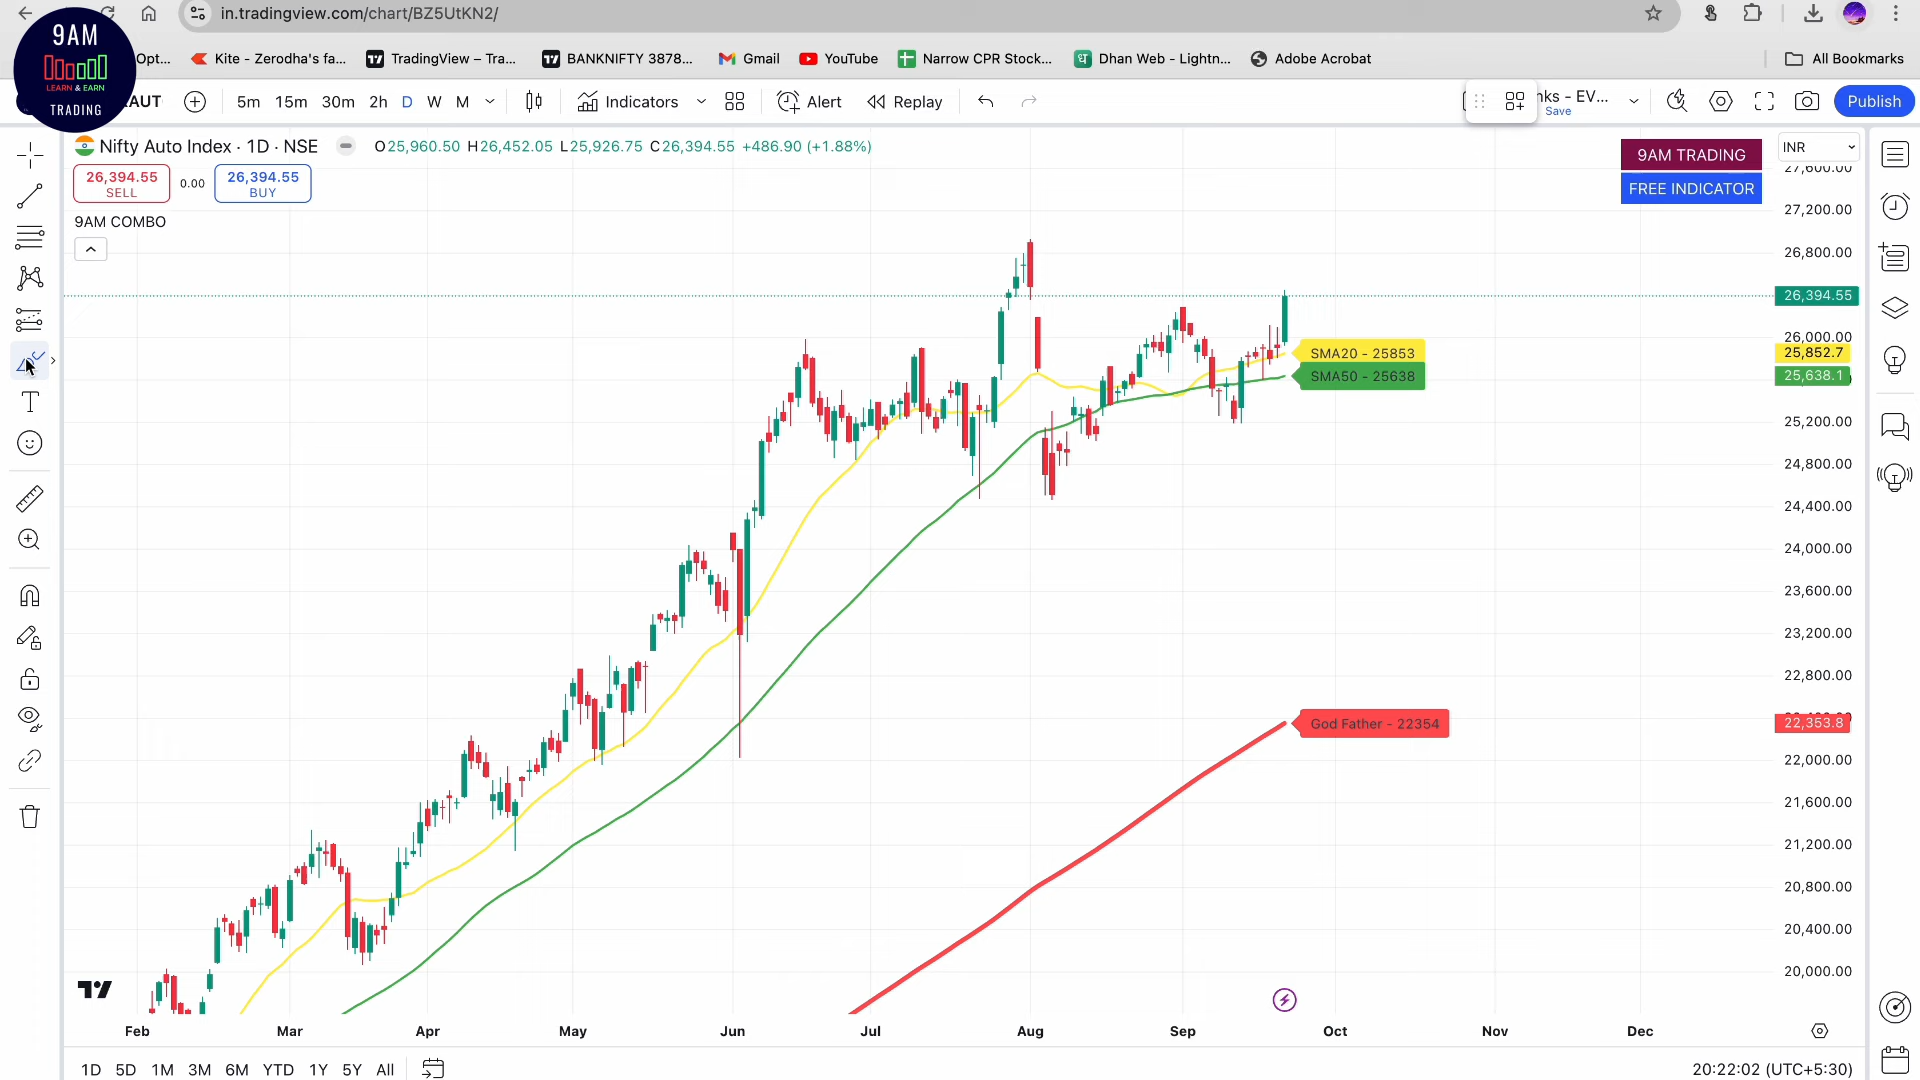 in.tradingview.com/chart/BZ5UtKN2/
9AM
LEARN & EARN
TRADING
Opt...
Kite - Zerodha's fa...
TradingView – Tra...
BANKNIFTY 3878...
Gmail
YouTube
Narrow CPR Stock...
Dhan Web - Lightn...
Adobe Acrobat
All Bookmarks
AUT
5m 15m 30m 2h D W M
Indicators
Alert
Replay
nks - EV...
Save
Publish
Nifty Auto Index · 1D · NSE
O25,960.50 H26,452.05 L25,926.75 C26,394.55 +486.90 (+1.88%)
26,394.55
SELL
0.00
26,394.55
BUY
9AM COMBO
9AM TRADING
FREE INDICATOR
INR
27,600.00
27,200.00
26,800.00
26,394.55
26,000.00
25,852.7
25,638.1
25,200.00
24,800.00
24,400.00
24,000.00
23,600.00
23,200.00
22,800.00
22,353.8
22,000.00
21,600.00
21,200.00
20,800.00
20,400.00
20,000.00
SMA20 - 25853
SMA50 - 25638
God Father - 22354
Feb Mar Apr May Jun Jul Aug Sep Oct Nov Dec
1D 5D 1M 3M 6M YTD 1Y 5Y All
20:22:02 (UTC+5:30)